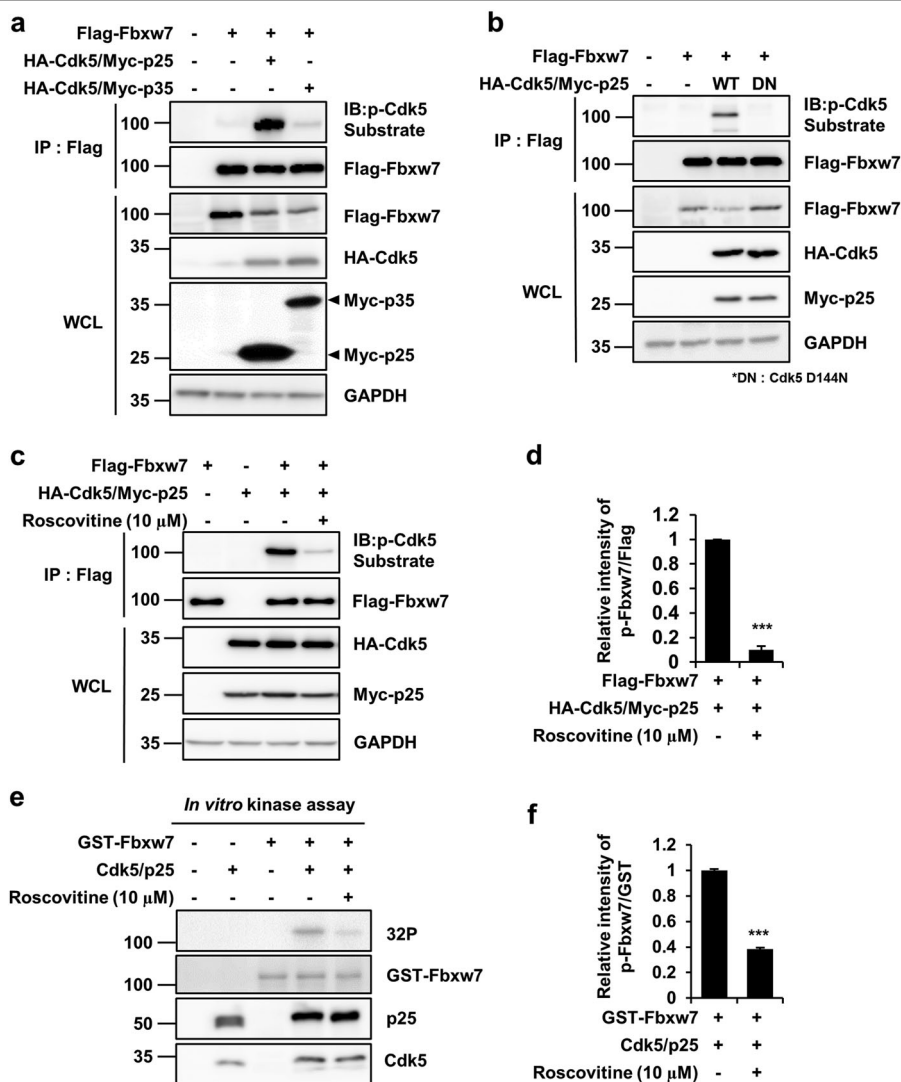 a
Flag-Fbxw7 - + + +
HA-Cdk5/Myc-p25 - - + -
HA-Cdk5/Myc-p35 - - - +
IP : Flag
100 IB:p-Cdk5 Substrate
100 Flag-Fbxw7
WCL
100 Flag-Fbxw7
35 HA-Cdk5
35 Myc-p35
25 Myc-p25
35 GAPDH
b
Flag-Fbxw7 - + + +
HA-Cdk5/Myc-p25 - - WT DN
IP : Flag
100 IB:p-Cdk5 Substrate
100 Flag-Fbxw7
WCL
100 Flag-Fbxw7
35 HA-Cdk5
25 Myc-p25
35 GAPDH
*DN : Cdk5 D144N
c
Flag-Fbxw7 + - + +
HA-Cdk5/Myc-p25 - + + +
Roscovitine (10 µM) - - - +
IP : Flag
100 IB:p-Cdk5 Substrate
100 Flag-Fbxw7
WCL
35 HA-Cdk5
25 Myc-p25
35 GAPDH
d
Relative intensity of
p-Fbxw7/Flag
1.2
1
0.8
0.6
0.4
0.2
0
***
Flag-Fbxw7 + +
HA-Cdk5/Myc-p25 + +
Roscovitine (10 µM) - +
e
In vitro kinase assay
GST-Fbxw7 - - + + +
Cdk5/p25 - + - + +
Roscovitine (10 µM) - - - - +
100 32P
100 GST-Fbxw7
50 p25
35 Cdk5
f
Relative intensity of
p-Fbxw7/GST
1.2
1
0.8
0.6
0.4
0.2
0
***
GST-Fbxw7 + +
Cdk5/p25 + +
Roscovitine (10 µM) - +